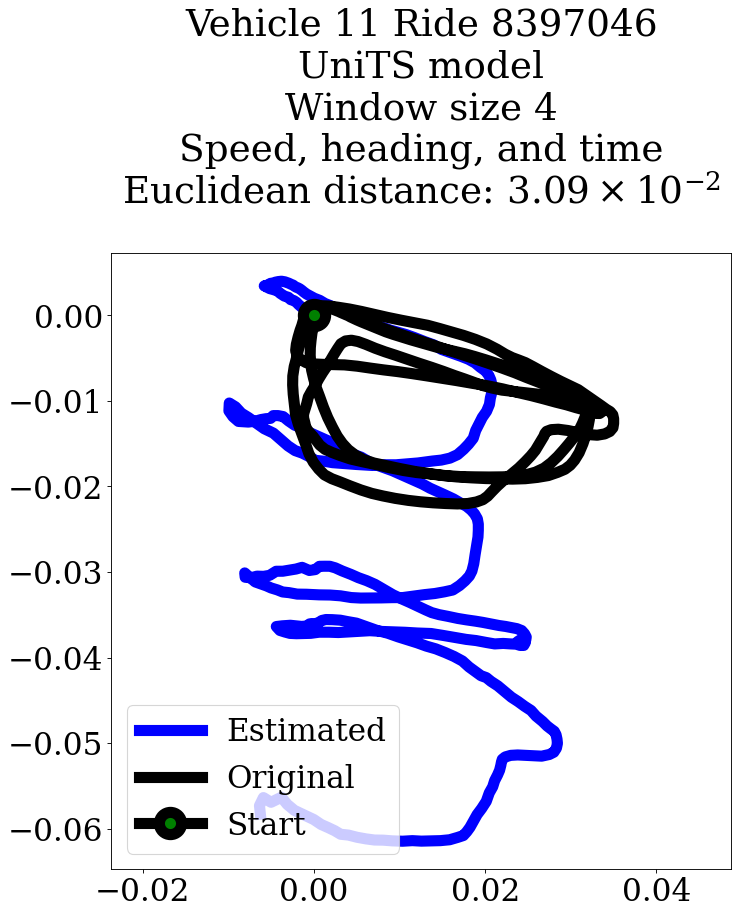 Vehicle 11 Ride 8397046
UniTS model
Window size 4
Speed, heading, and time
Euclidean distance: 3.09 × 10⁻²
0.00
−0.01
−0.02
−0.03
−0.04
−0.05
−0.06
Estimated
Original
Start
−0.02 0.00 0.02 0.04